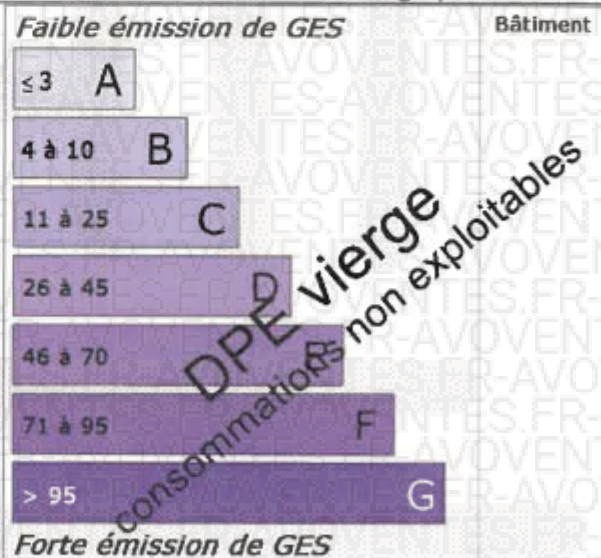 Faible émission de GES
Bâtiment
≤ 3 A
4 à 10 B
11 à 25 C
26 à 45 D
46 à 70 E
71 à 95 F
> 95 G
DPE vierge
consommations non exploitables
Forte émission de GES